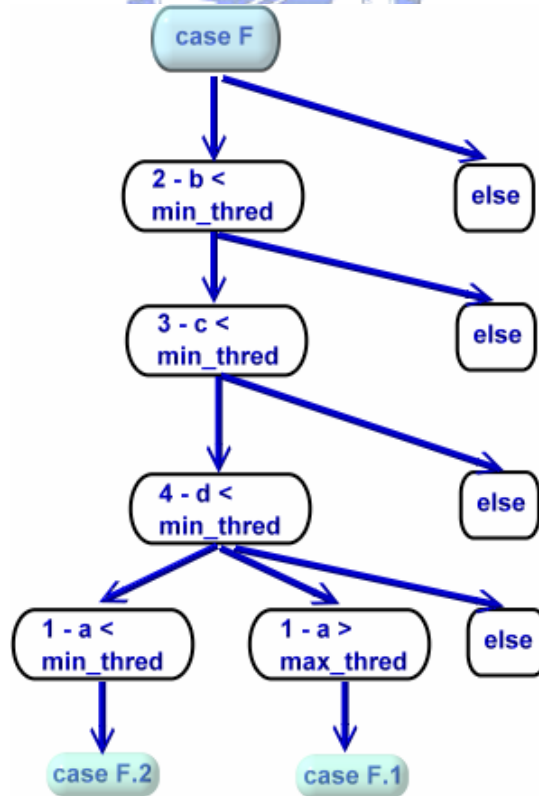 case F
2 - b <
min_thred
else
3 - c <
min_thred
else
4 - d <
min_thred
else
1 - a <
min_thred
1 - a >
max_thred
else
case F.2
case F.1